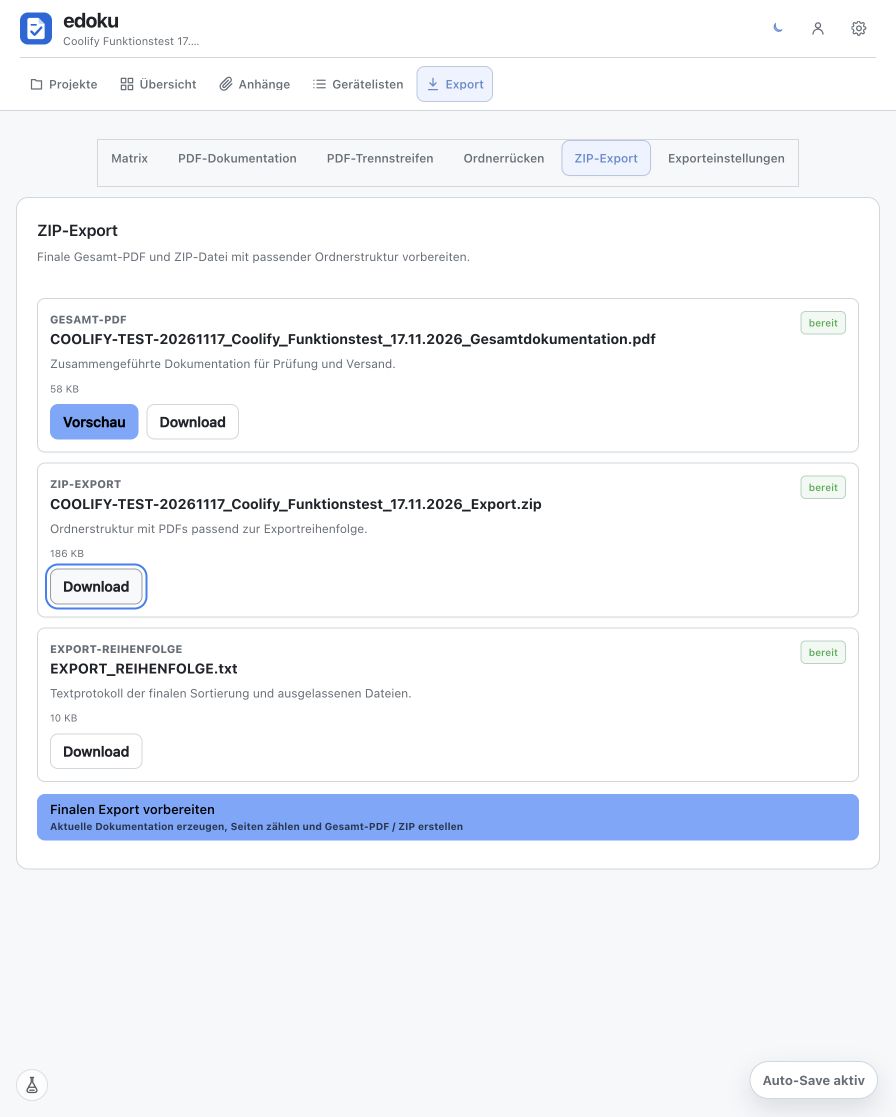 edoku
Coolify Funktionstest 17....
Projekte
Übersicht
Anhänge
Gerätelisten
Export
Matrix
PDF-Dokumentation
PDF-Trennstreifen
Ordnerrücken
ZIP-Export
Exporteinstellungen
ZIP-Export
Finale Gesamt-PDF und ZIP-Datei mit passender Ordnerstruktur vorbereiten.
GESAMT-PDF
bereit
COOLIFY-TEST-20261117_Coolify_Funktionstest_17.11.2026_Gesamtdokumentation.pdf
Zusammengeführte Dokumentation für Prüfung und Versand.
58 KB
Vorschau
Download
ZIP-EXPORT
bereit
COOLIFY-TEST-20261117_Coolify_Funktionstest_17.11.2026_Export.zip
Ordnerstruktur mit PDFs passend zur Exportreihenfolge.
186 KB
Download
EXPORT-REIHENFOLGE
bereit
EXPORT_REIHENFOLGE.txt
Textprotokoll der finalen Sortierung und ausgelassenen Dateien.
10 KB
Download
Finalen Export vorbereiten
Aktuelle Dokumentation erzeugen, Seiten zählen und Gesamt-PDF / ZIP erstellen
Auto-Save aktiv